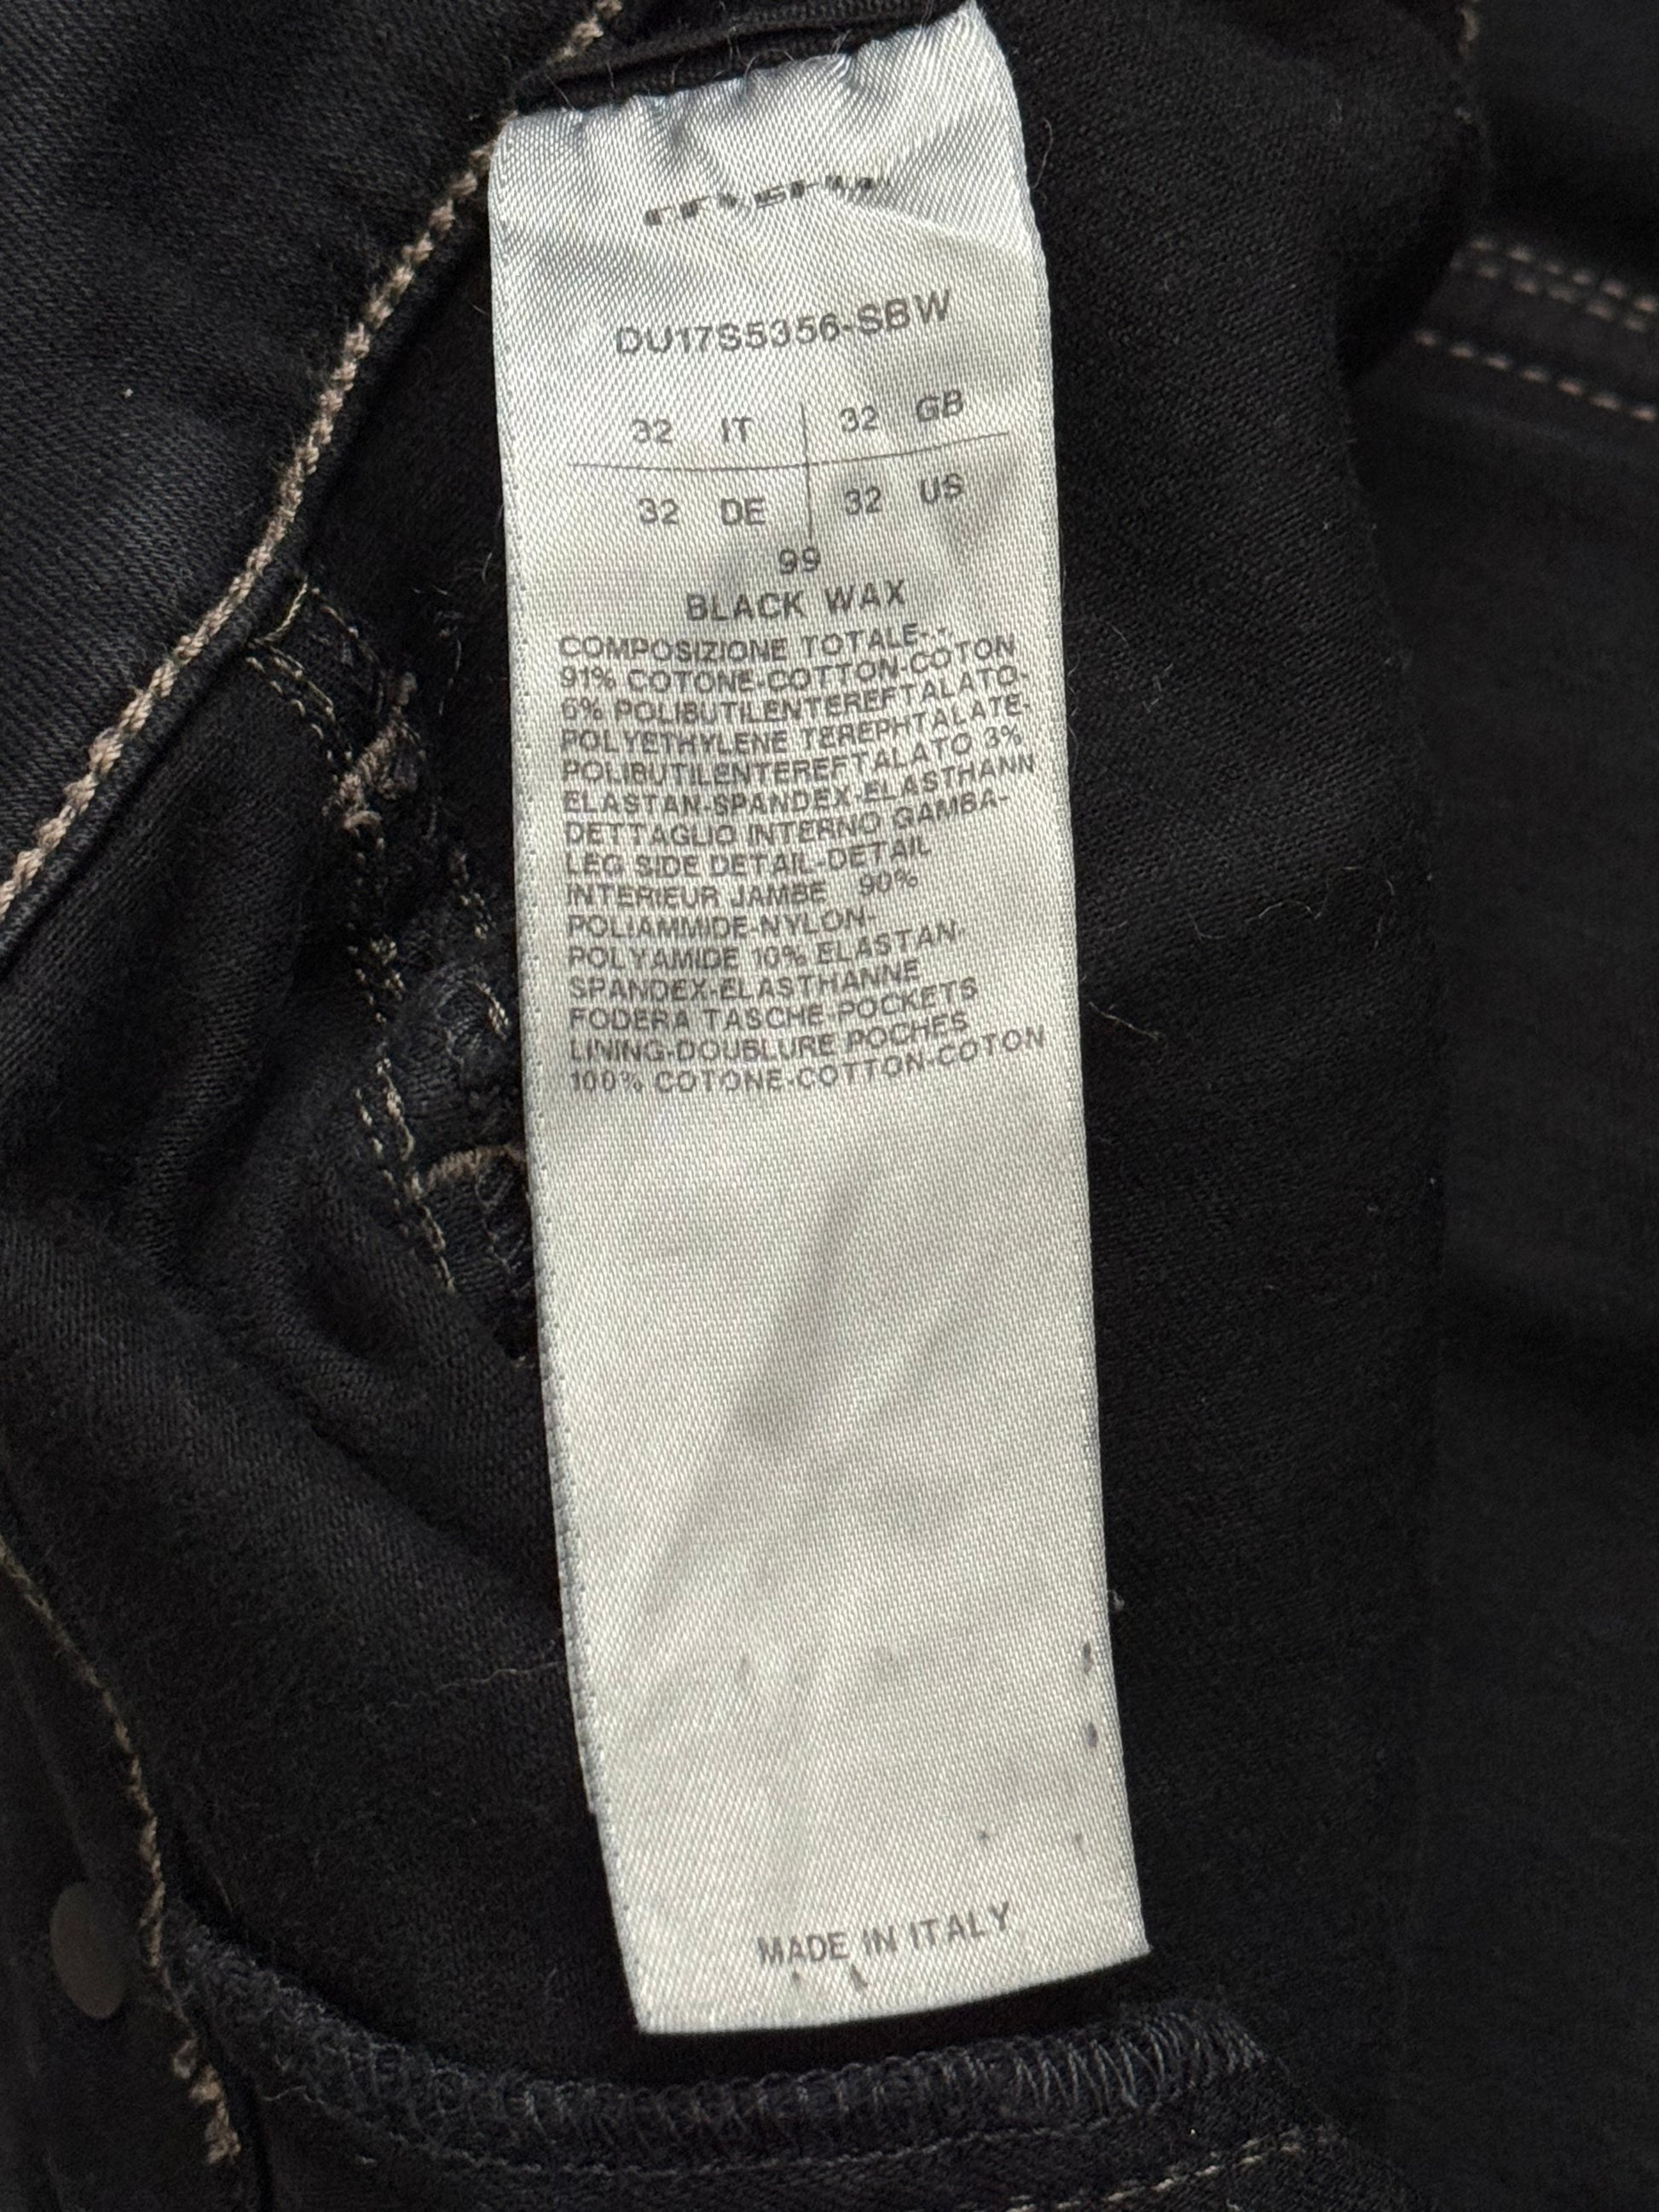 DU17S5356-SBW
32 IT 32 GB
32 DE 32 US
99
BLACK WAX
COMPOSIZIONE TOTALE--
91% COTONE-COTTON-COTON
6% POLIBUTILENTEREFTALATO-
POLYETHYLENE TEREPHTALATE-
POLIBUTILENTEREFTALATO 3%
ELASTAN-SPANDEX-ELASTHANN
DETTAGLIO INTERNO GAMBA-
LEG SIDE DETAIL-DETAIL
INTERIEUR JAMBE 90%
POLIAMMIDE-NYLON-
POLYAMIDE 10% ELASTAN-
SPANDEX-ELASTHANNE
FODERA TASCHE-POCKETS
LINING-DOUBLURE POCHES
100% COTONE-COTTON-COTON
MADE IN ITALY